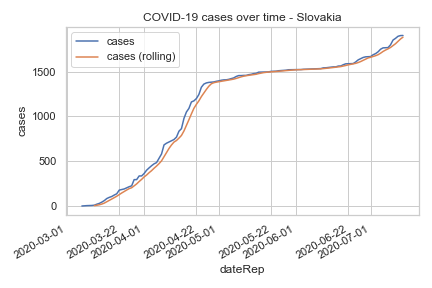 COVID-19 cases over time - Slovakia
cases
cases (rolling)
1500
1000
500
0
cases
2020-03-01
2020-03-22
2020-04-01
2020-04-22
2020-05-01
2020-05-22
2020-06-01
2020-06-22
2020-07-01
dateRep